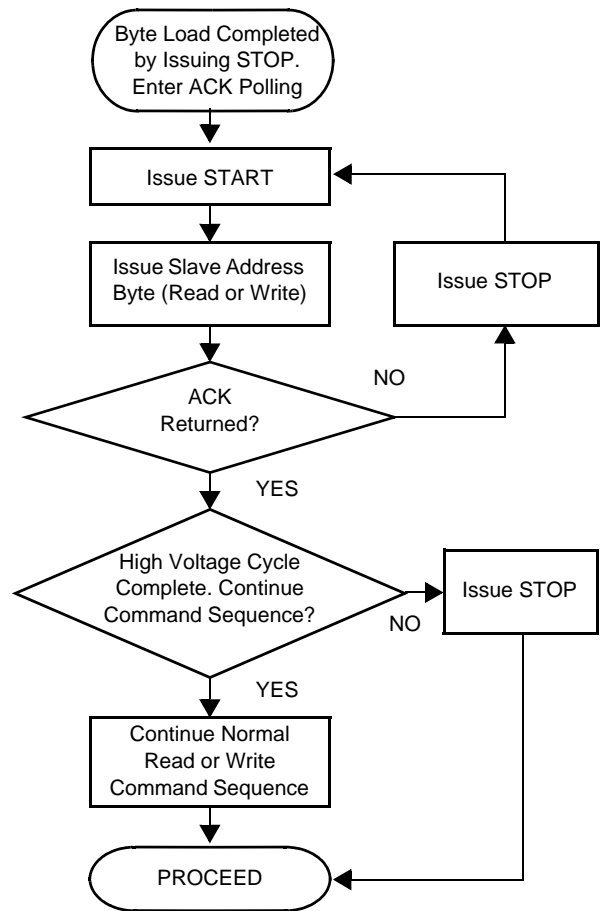 Byte Load Completed
by Issuing STOP.
Enter ACK Polling
Issue START
Issue Slave Address
Byte (Read or Write)
Issue STOP
NO
ACK
Returned?
YES
High Voltage Cycle
Complete. Continue
Command Sequence?
Issue STOP
NO
YES
Continue Normal
Read or Write
Command Sequence
PROCEED